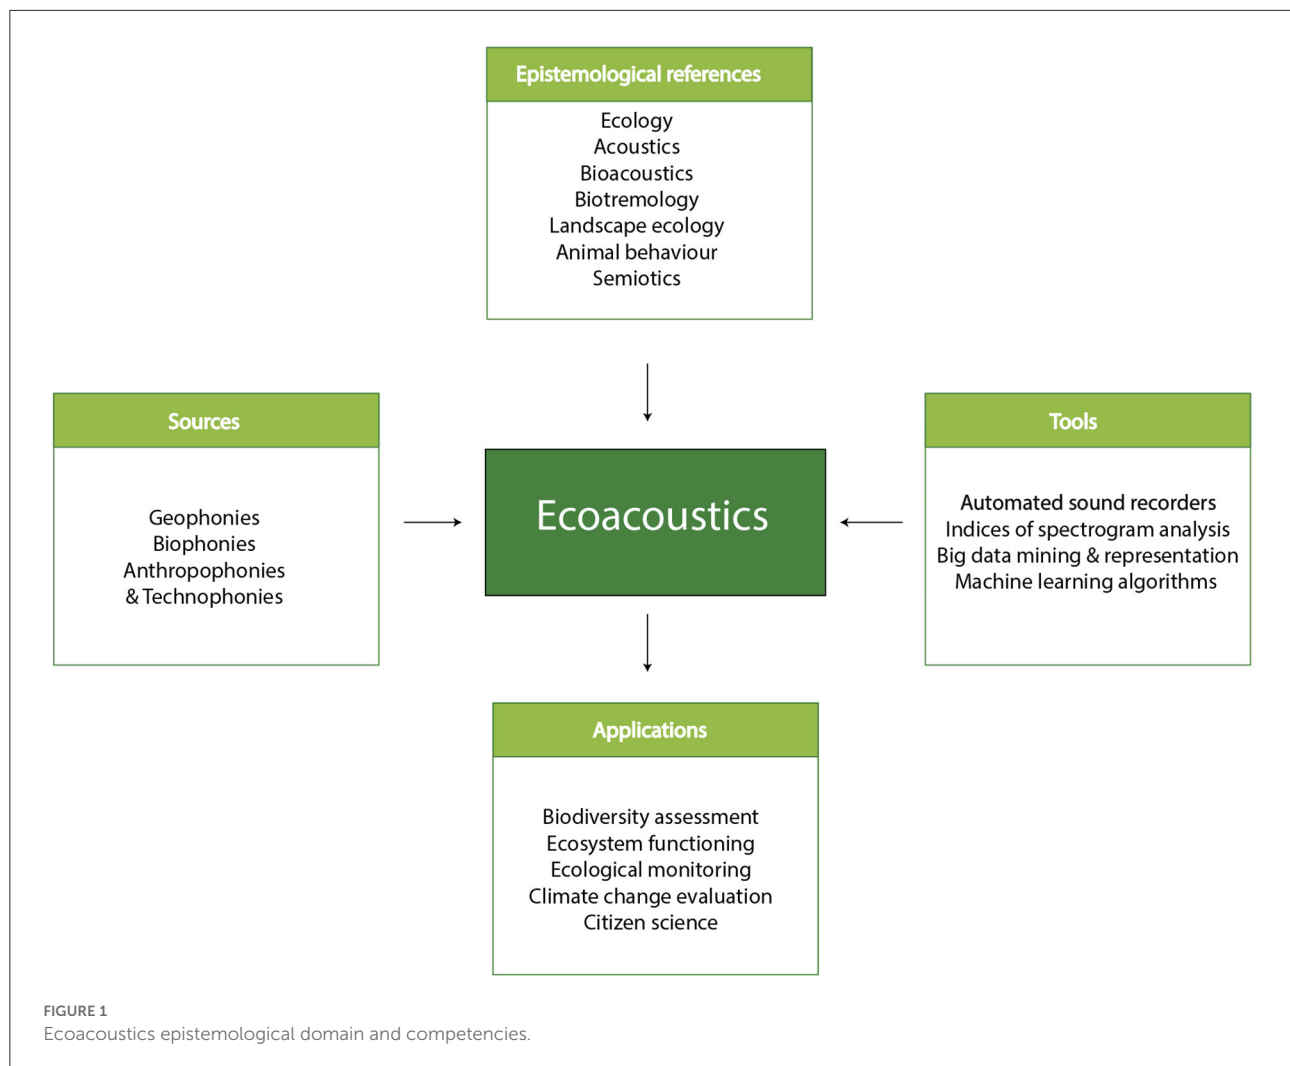 Epistemological references
Ecology
Acoustics
Bioacoustics
Biotremology
Landscape ecology
Animal behaviour
Semiotics
Sources
Geophonies
Biophonies
Anthropophonies
& Technophonies
Ecoacoustics
Tools
Automated sound recorders
Indices of spectrogram analysis
Big data mining & representation
Machine learning algorithms
Applications
Biodiversity assessment
Ecosystem functioning
Ecological monitoring
Climate change evaluation
Citizen science
FIGURE 1
Ecoacoustics epistemological domain and competencies.